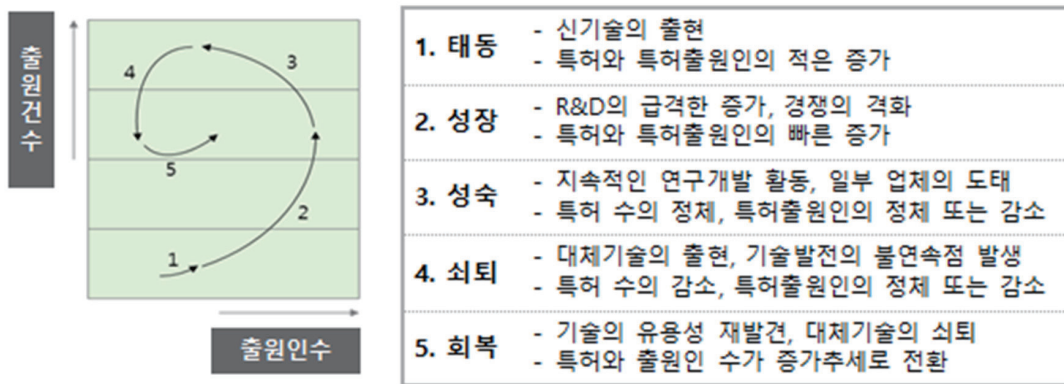 출원건수
4
3
5
2
1
출원인수
1. 태동
- 신기술의 출현
- 특허와 특허출원인의 적은 증가
2. 성장
- R&D의 급격한 증가, 경쟁의 격화
- 특허와 특허출원인의 빠른 증가
3. 성숙
- 지속적인 연구개발 활동, 일부 업체의 도태
- 특허 수의 정체, 특허출원인의 정체 또는 감소
4. 쇠퇴
- 대체기술의 출현, 기술발전의 불연속점 발생
- 특허 수의 감소, 특허출원인의 정체 또는 감소
5. 회복
- 기술의 유용성 재발견, 대체기술의 쇠퇴
- 특허와 출원인 수가 증가추세로 전환